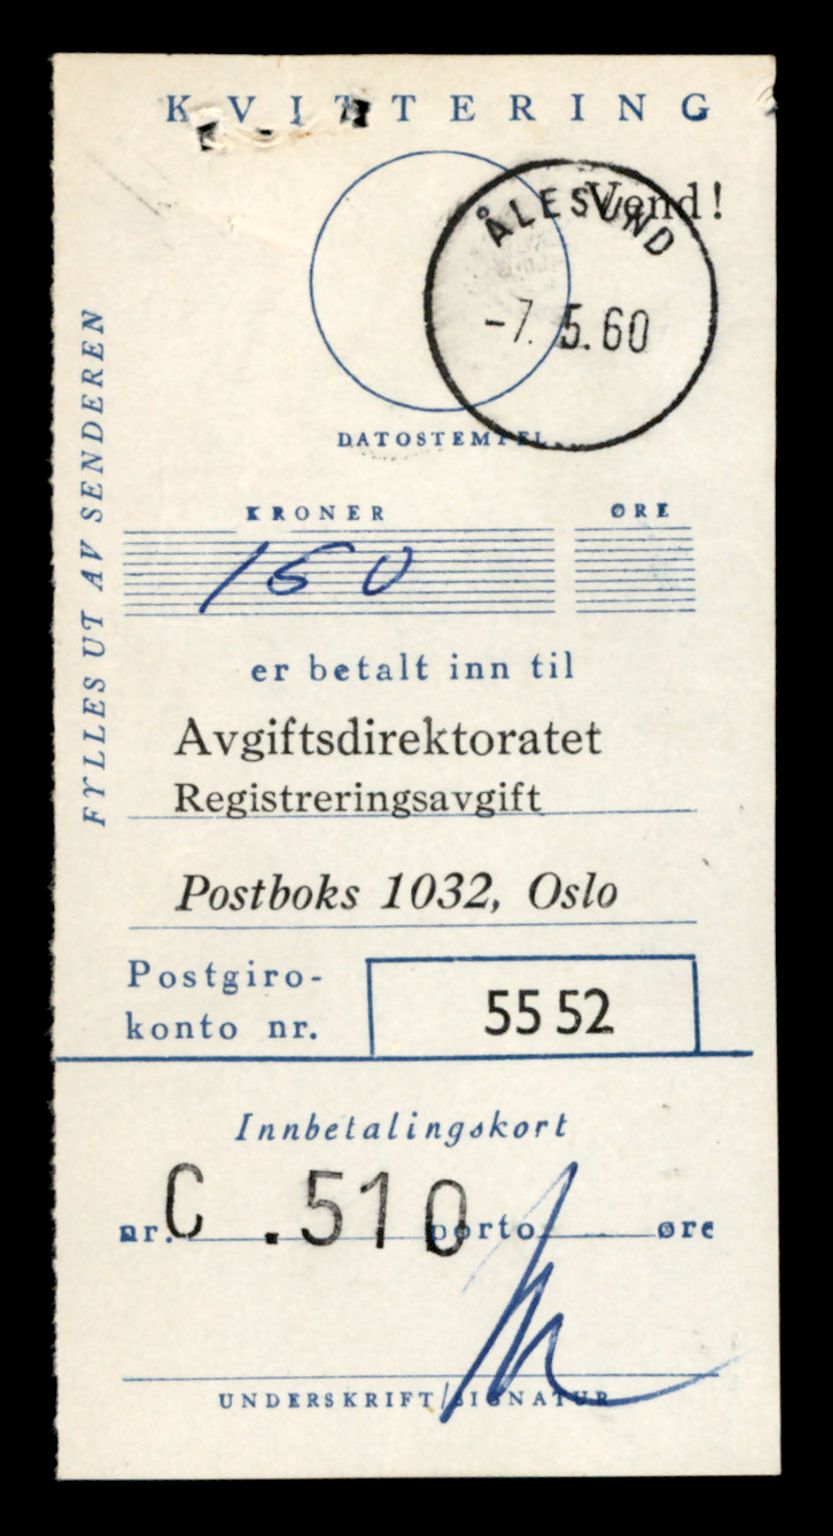 KVITTERING
Vend!
ÅLESUND
-7. 5.60
DATOSTEMPEL
FYLLES UT AV SENDEREN
KRONER ØRE
150
er betalt inn til
Avgiftsdirektoratet
Registreringsavgift
Postboks 1032, Oslo
Postgiro-
konto nr. 55 52
Innbetalingskort
nr. C .510 porto øre
UNDERSKRIFT/SIGNATUR